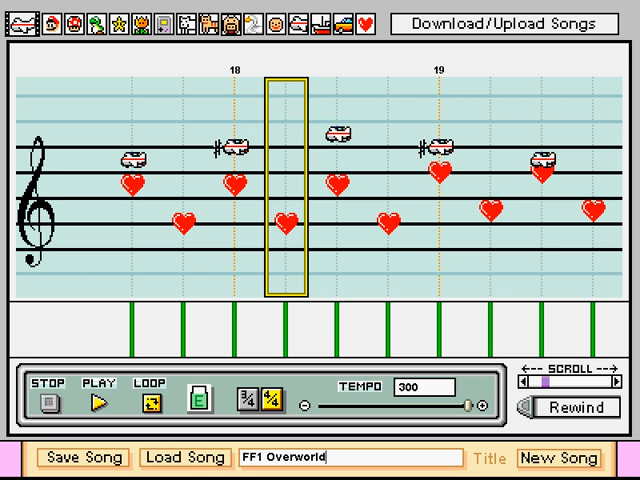 Download/Upload Songs
18 19
E
STOP PLAY LOOP
3/4 4/4
TEMPO 300
<-- SCROLL -->
Rewind
Save Song Load Song FF1 Overworld Title New Song